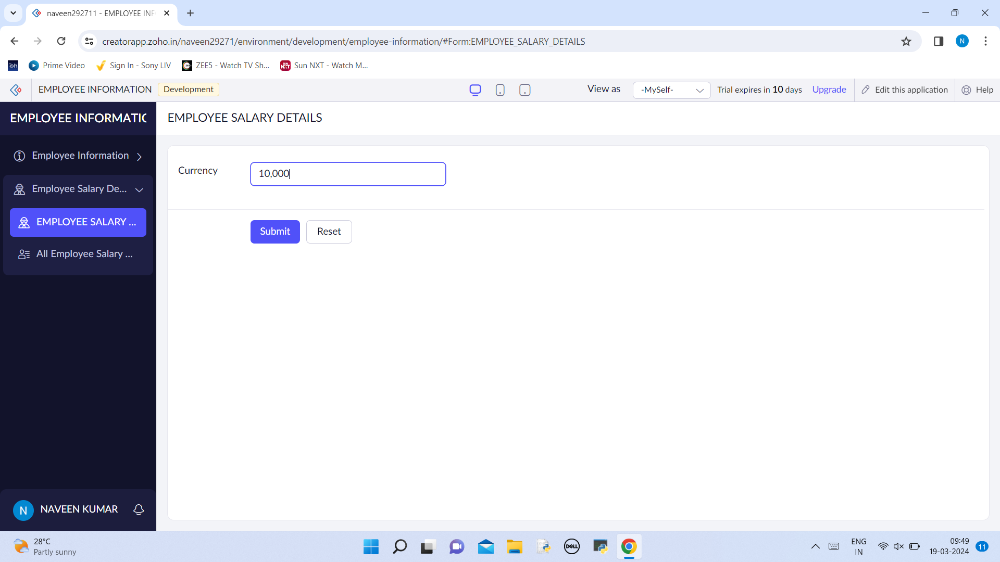 naveen292711 - EMPLOYEE INF
creatorapp.zoho.in/naveen29271/environment/development/employee-information/#Form:EMPLOYEE_SALARY_DETAILS
N
Prime Video
Sign In - Sony LIV
ZEE5 - Watch TV Sh...
Sun NXT - Watch M...
EMPLOYEE INFORMATION
Development
View as
-MySelf-
Trial expires in 10 days
Upgrade
Edit this application
Help
EMPLOYEE INFORMATIC
EMPLOYEE SALARY DETAILS
Employee Information
Currency
10,000
Employee Salary De...
EMPLOYEE SALARY ...
Submit
Reset
All Employee Salary ...
N
NAVEEN KUMAR
28°C
Partly sunny
DELL
ENG
IN
09:49
19-03-2024
11